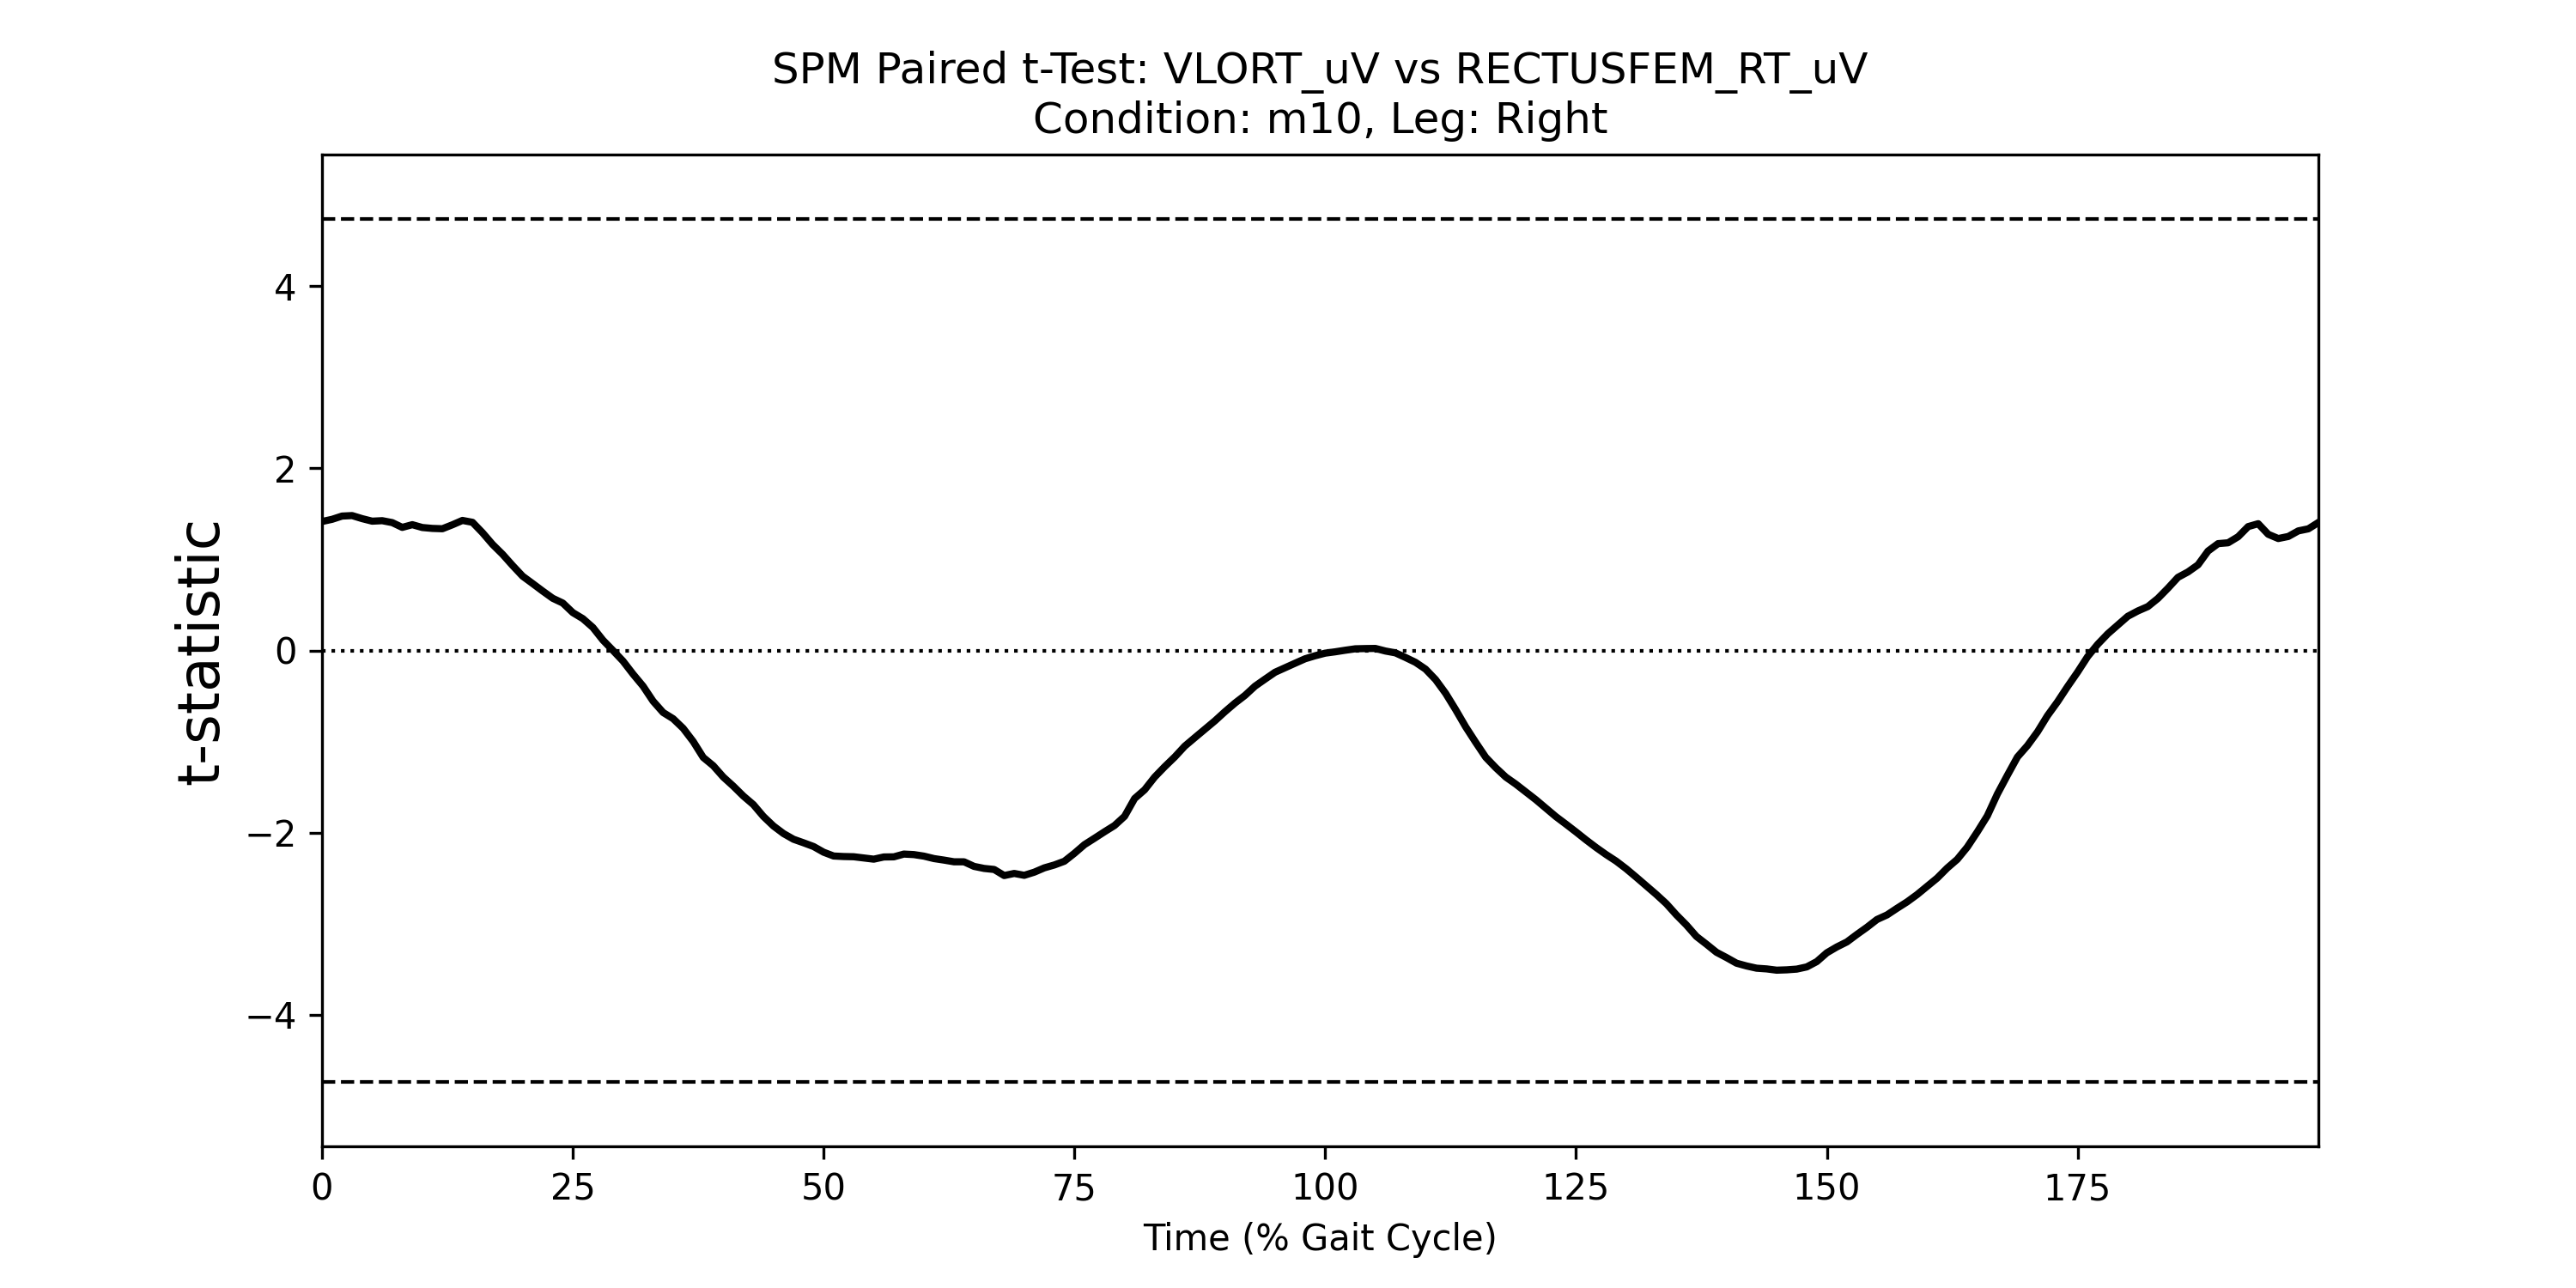 SPM Paired t-Test: VLORT_uV vs RECTUSFEM_RT_uV
Condition: m10, Leg: Right
t-statistic
4
2
0
−2
−4
0 25 50 75 100 125 150 175
Time (% Gait Cycle)